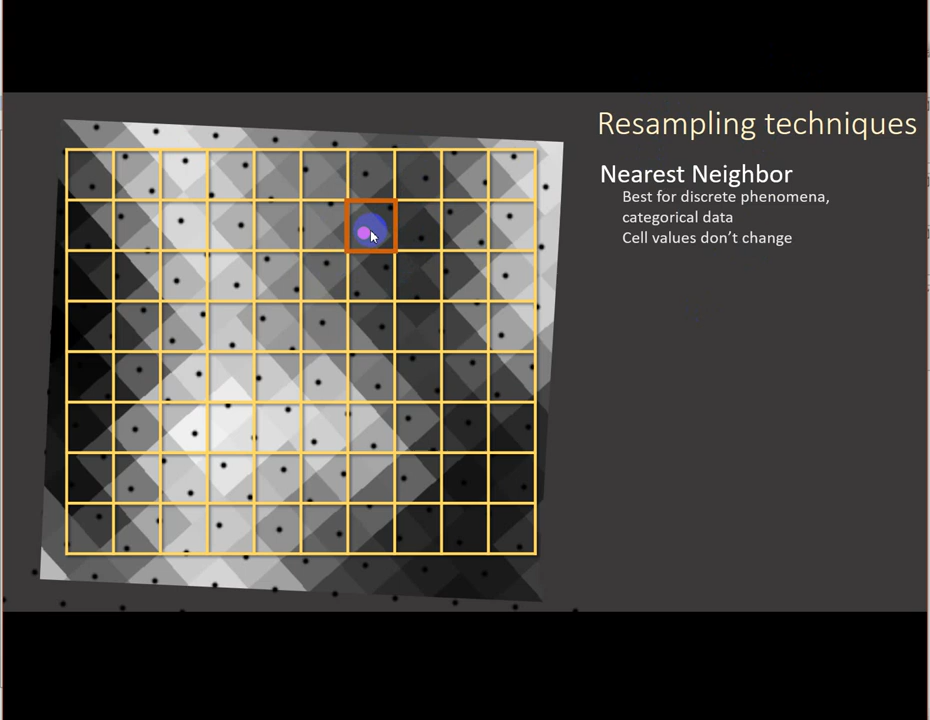 Resampling techniques
Nearest Neighbor
Best for discrete phenomena,
categorical data
Cell values don’t change